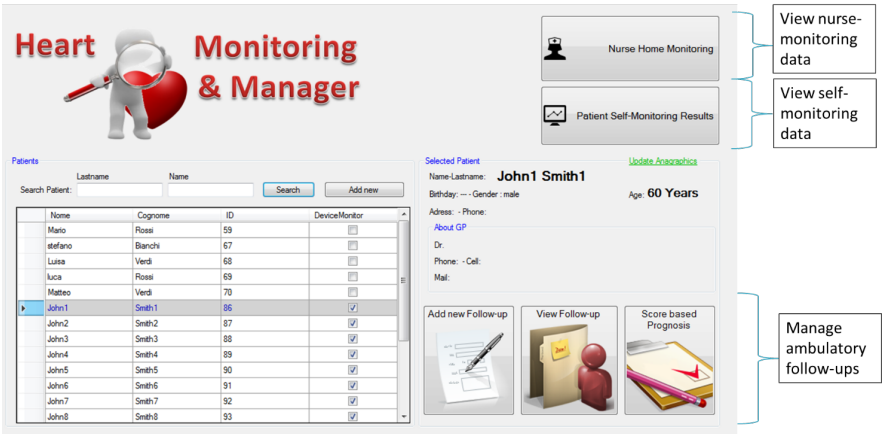 Heart Monitoring
& Manager
Nurse Home Monitoring
Patient Self-Monitoring Results
View nurse-
monitoring
data
View self-
monitoring
data
Patients
Lastname Name
Search Patient: Search Add new
Nome Cognome ID DeviceMonitor
Mario Rossi 59
stefano Bianchi 67
Luisa Verdi 68
luca Rossi 69
Matteo Verdi 70
John1 Smith1 86
John2 Smith2 87
John3 Smith3 88
John4 Smith4 89
John5 Smith5 90
John6 Smith6 91
John7 Smith7 92
John8 Smith8 93
Selected Patient Update Anagraphics
Name-Lastname: John1 Smith1
Birthday: --- - Gender : male Age: 60 Years
Adress: - Phone:
About GP
Dr.
Phone: - Cell:
Mail:
Add new Follow-up
View Follow-up
Score based
Prognosis
Manage
ambulatory
follow-ups